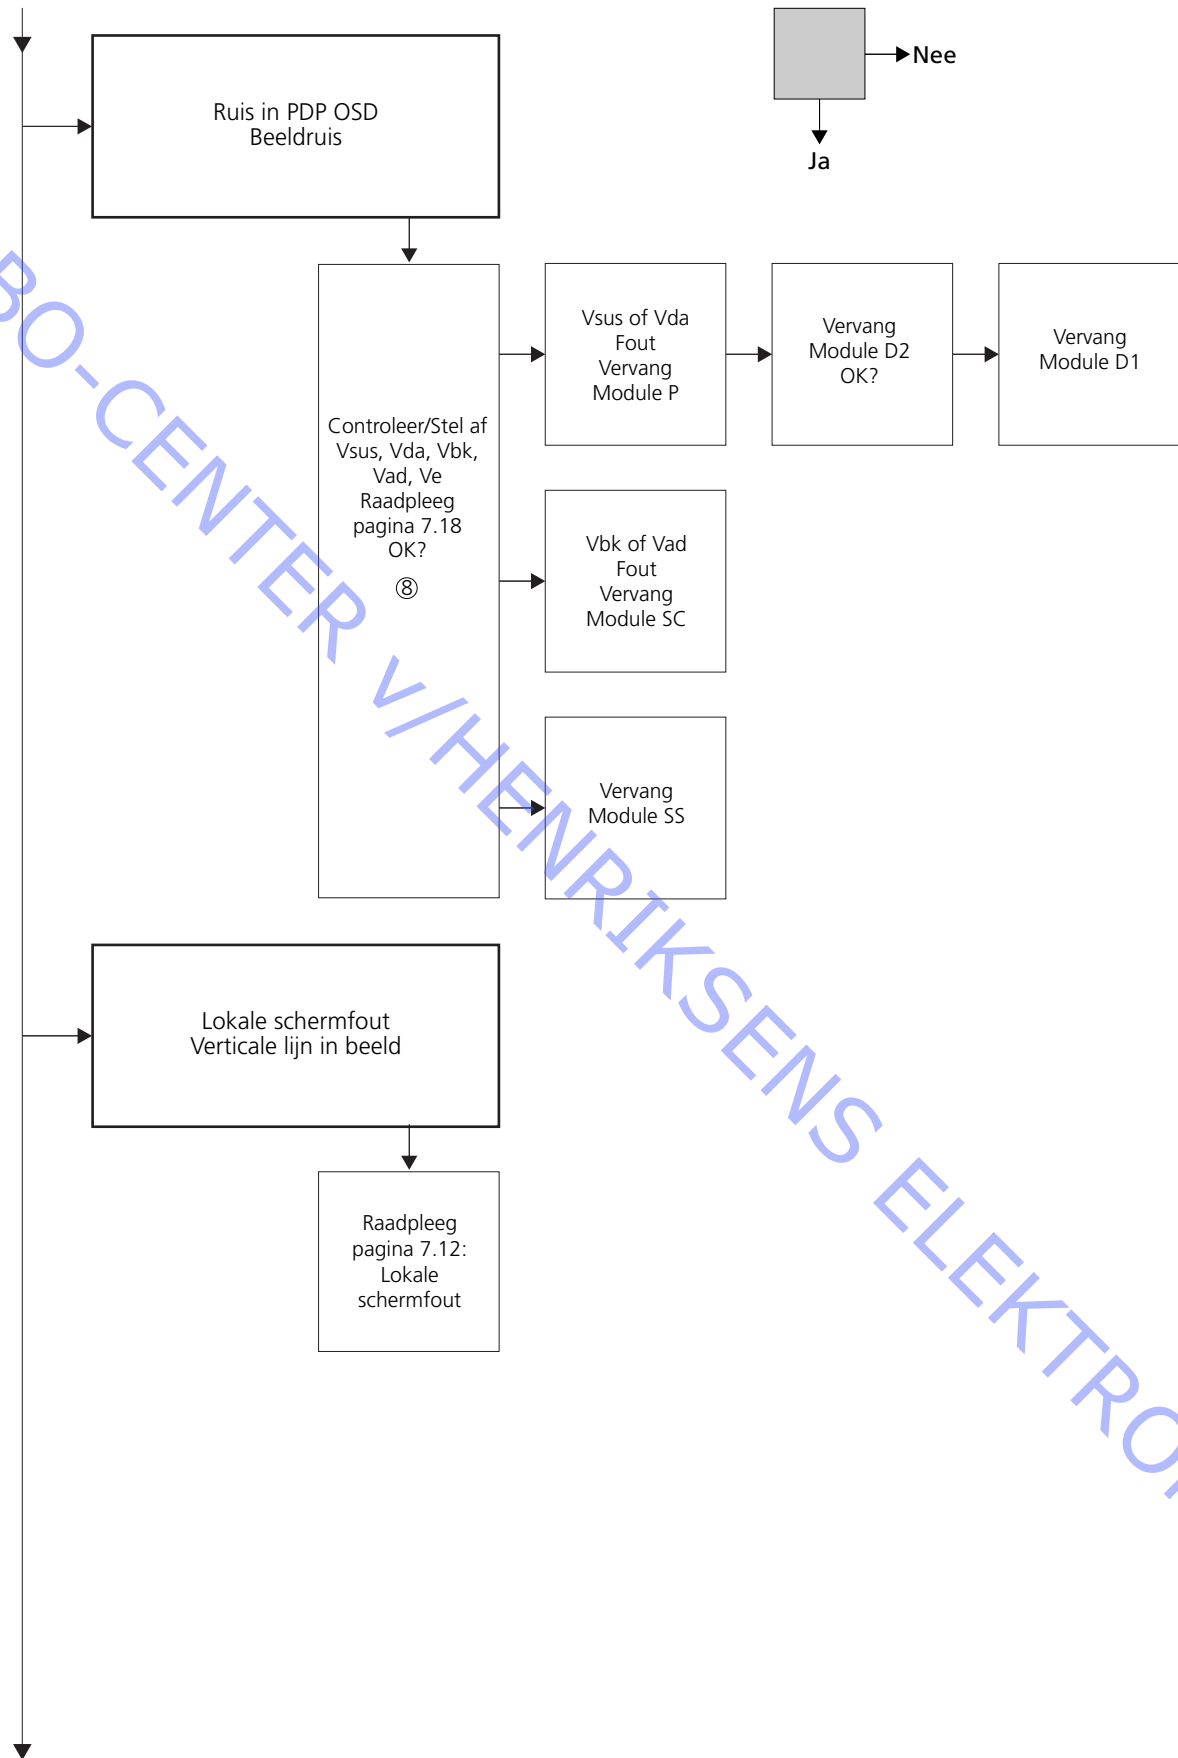 Nee
Ja
Ruis in PDP OSD
Beeldruis
Controleer/Stel af
Vsus, Vda, Vbk,
Vad, Ve
Raadpleeg
pagina 7.18
OK?
⑧
Vsus of Vda
Fout
Vervang
Module P
Vervang
Module D2
OK?
Vervang
Module D1
Vbk of Vad
Fout
Vervang
Module SC
Vervang
Module SS
Lokale schermfout
Verticale lijn in beeld
Raadpleeg
pagina 7.12:
Lokale
schermfout
BO-CENTER v/HENRIKSENS ELEKTRO